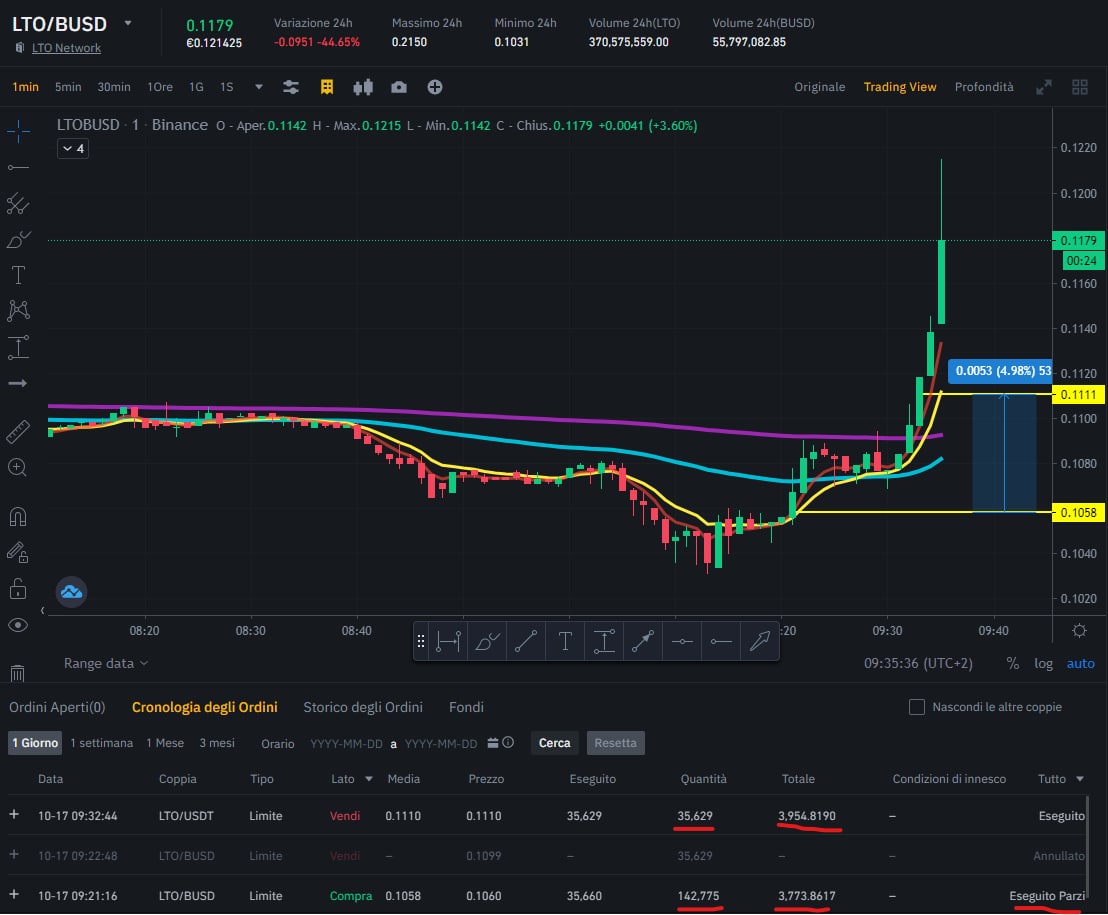 LTO/BUSD
LTO Network
0.1179
€0.121425
Variazione 24h
-0.0951 -44.65%
Massimo 24h
0.2150
Minimo 24h
0.1031
Volume 24h(LTO)
370,575,559.00
Volume 24h(BUSD)
55,797,082.85
1min 5min 30min 1Ore 1G 1S
Originale Trading View Profondità
LTOBUSD · 1 · Binance O - Aper.0.1142 H - Max.0.1215 L - Min.0.1142 C - Chius.0.1179 +0.0041 (+3.60%)
4
0.1220
0.1200
0.1179
00:24
0.1160
0.1140
0.1120
0.0053 (4.98%) 53
0.1111
0.1100
0.1080
0.1058
0.1040
0.1020
08:20 08:30 08:40 :20 09:30 09:40
Range data 09:35:36 (UTC+2) % log auto
Ordini Aperti(0) Cronologia degli Ordini Storico degli Ordini Fondi Nascondi le altre coppie
1 Giorno 1 settimana 1 Mese 3 mesi Orario YYYY-MM-DD a YYYY-MM-DD Cerca Resetta
Data Coppia Tipo Lato Media Prezzo Eseguito Quantità Totale Condizioni di innesco Tutto
+ 10-17 09:32:44 LTO/USDT Limite Vendi 0.1110 0.1110 35,629 35,629 3,954.8190 – Eseguito
+ 10-17 09:22:48 LTO/BUSD Limite Vendi – 0.1099 – 35,629 – – Annullato
+ 10-17 09:21:16 LTO/BUSD Limite Compra 0.1058 0.1060 35,660 142,775 3,773.8617 – Eseguito Parzi